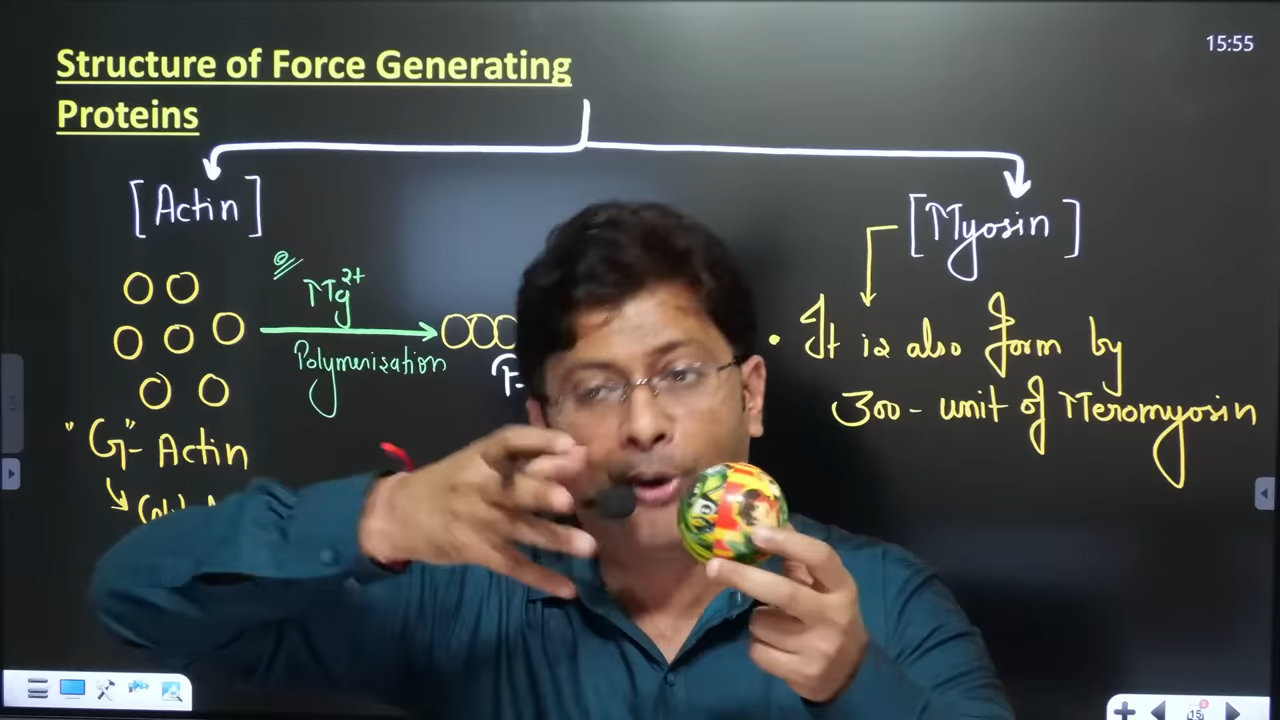 15:55
Structure of Force Generating
Proteins
[Actin]
[Myosin]
Mg2+
Polymerisation
F-
• It is also form by
300 - unit of Meromyosin
"G"- Actin
15